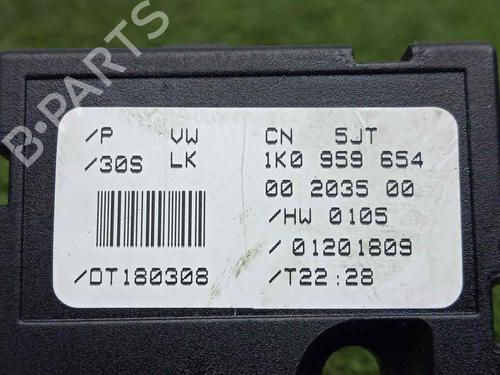 /P VW CN 5JT
/30S LK 1K0 959 654
00 2035 00
/HW 0105
/ 01201809
/DT180308 /T22:28
B-PARTS